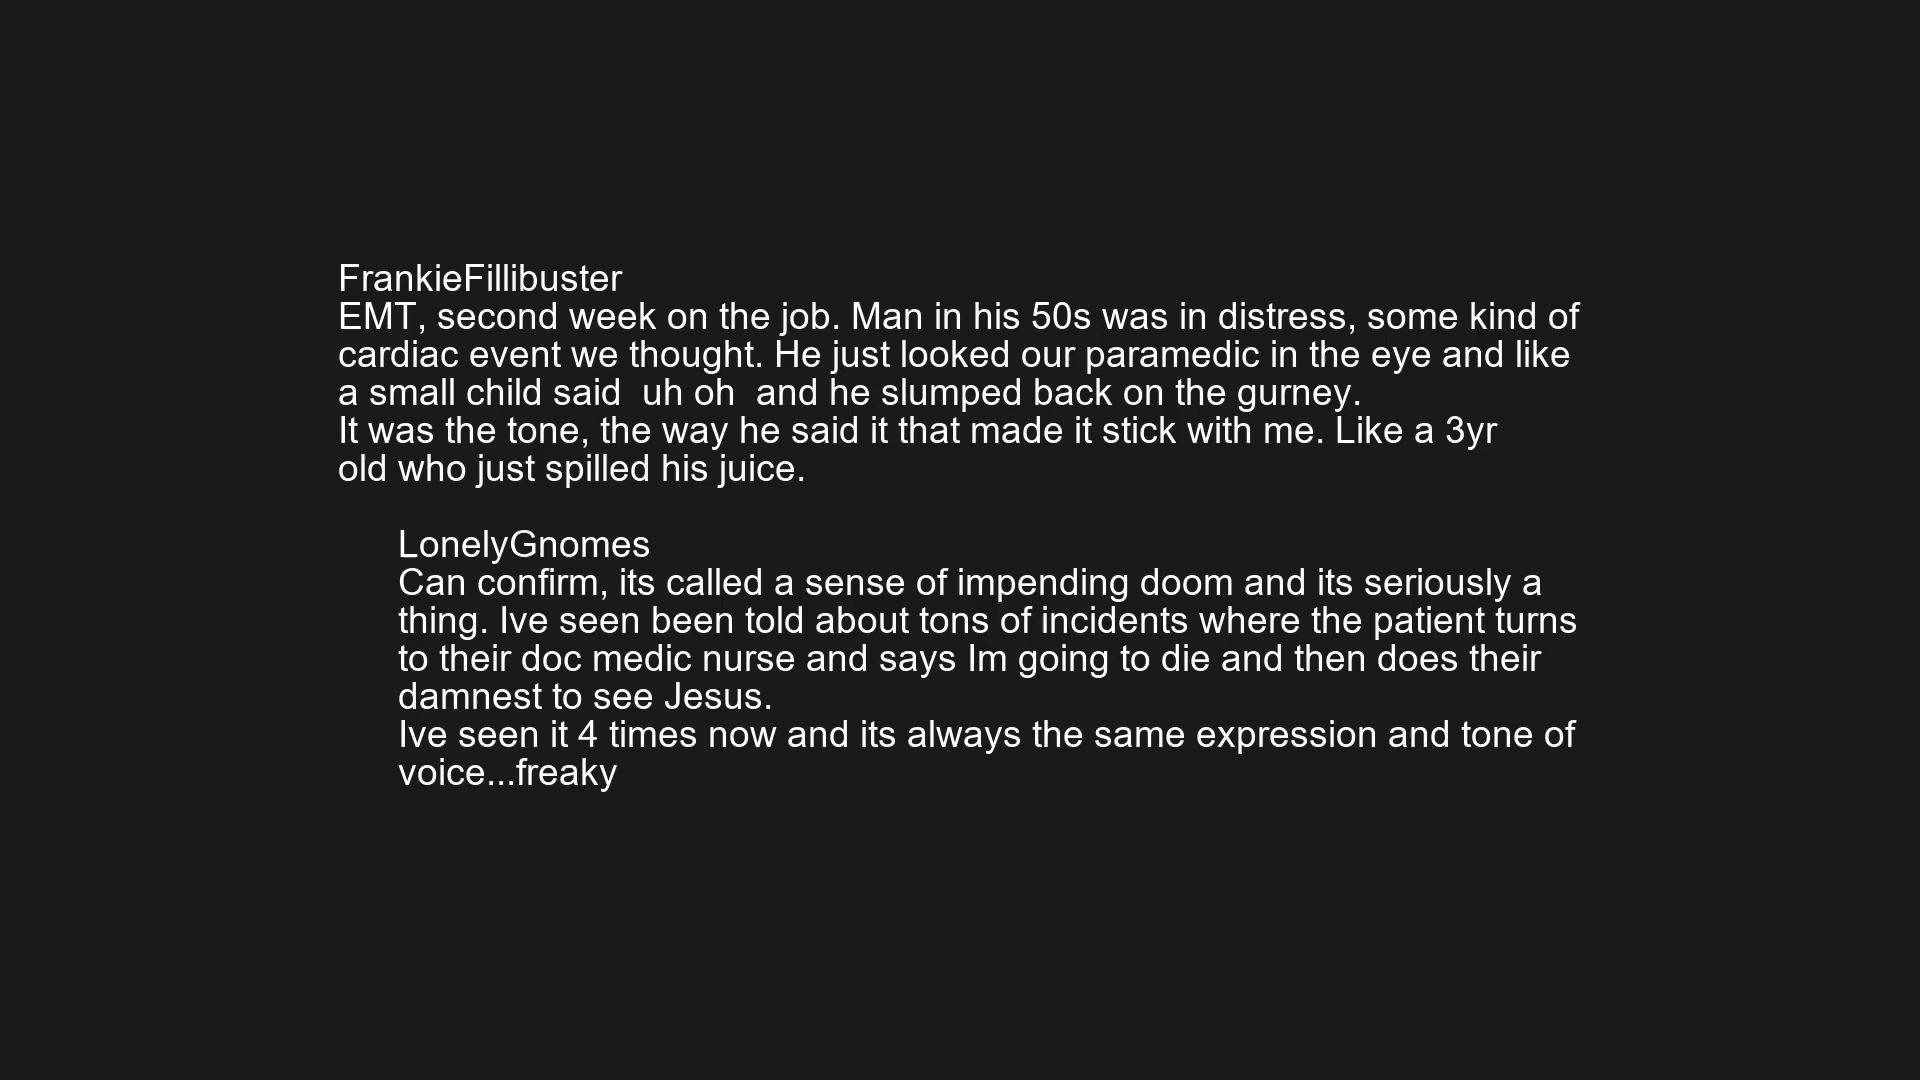 FrankieFillibuster
EMT, second week on the job. Man in his 50s was in distress, some kind of
cardiac event we thought. He just looked our paramedic in the eye and like
a small child said  uh oh  and he slumped back on the gurney.
It was the tone, the way he said it that made it stick with me. Like a 3yr
old who just spilled his juice.
LonelyGnomes
Can confirm, its called a sense of impending doom and its seriously a
thing. Ive seen been told about tons of incidents where the patient turns
to their doc medic nurse and says Im going to die and then does their
damnest to see Jesus.
Ive seen it 4 times now and its always the same expression and tone of
voice...freaky